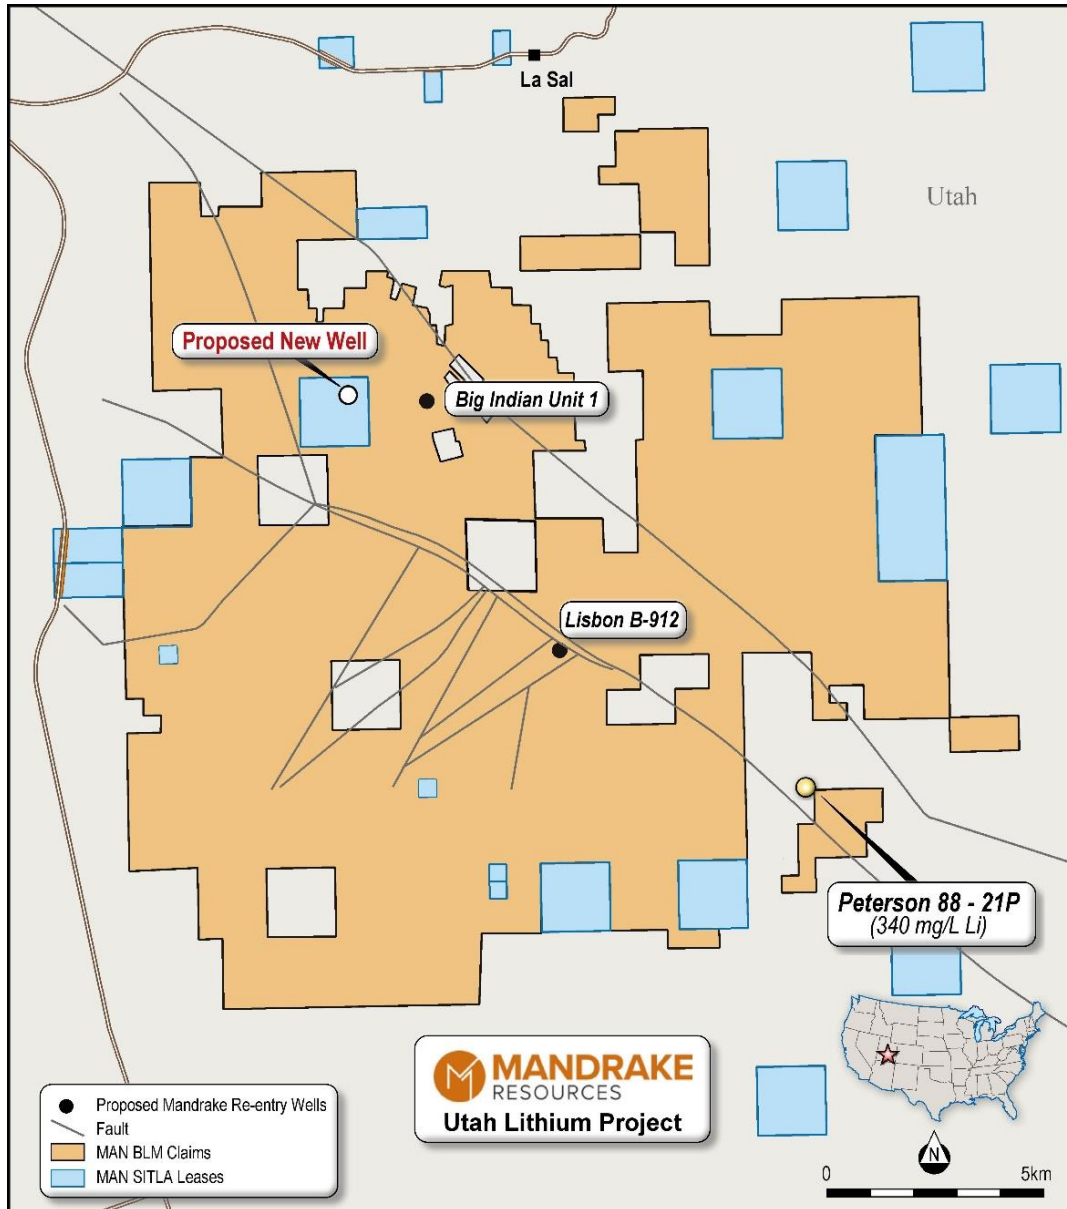 La Sal
Utah
Proposed New Well
Big Indian Unit 1
Lisbon B-912
Peterson 88 - 21P
(340 mg/L Li)
MANDRAKE
RESOURCES
Utah Lithium Project
Proposed Mandrake Re-entry Wells
Fault
MAN BLM Claims
MAN SITLA Leases
N
0 5km